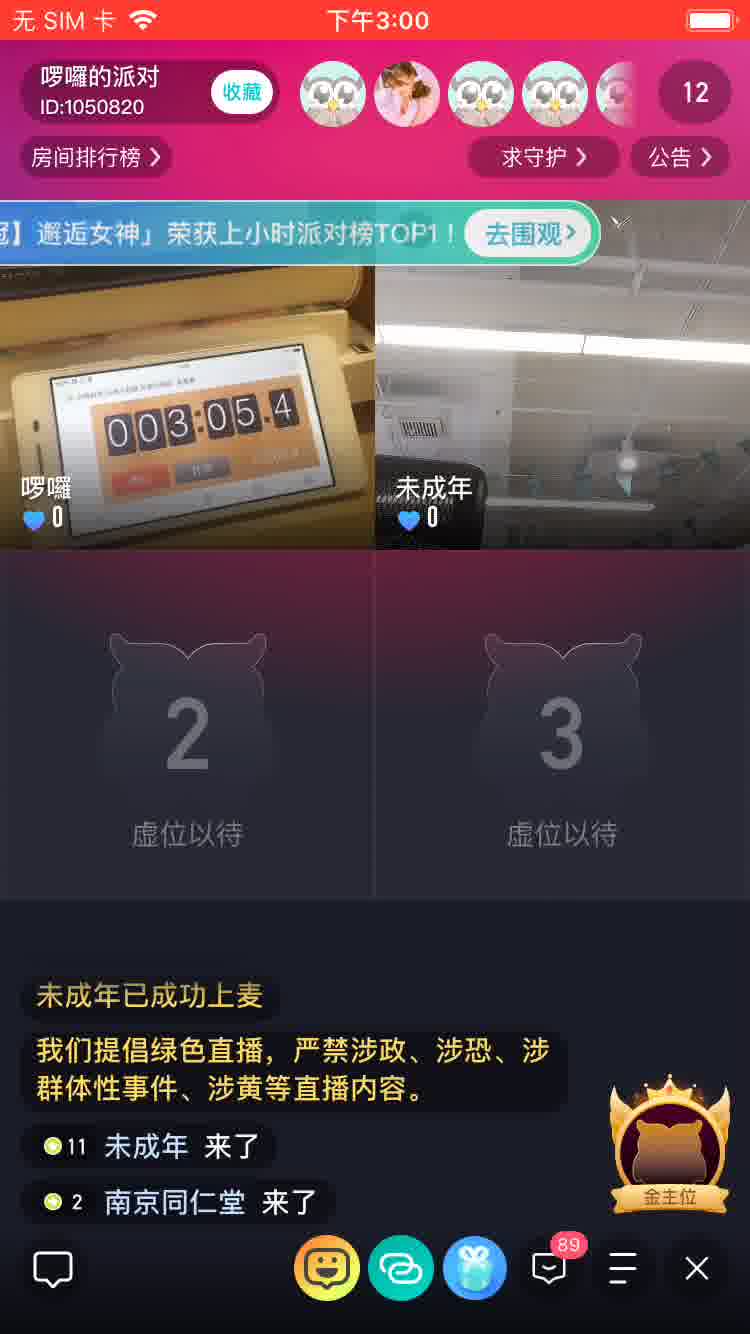 无 SIM 卡
下午3:00
啰囉的派对
ID:1050820
收藏
12
房间排行榜
求守护
公告
冠】邂逅女神」荣获上小时派对榜TOP1！
去围观
003:05.4
啰囉
0
未成年
0
2
3
虚位以待
虚位以待
未成年已成功上麦
我们提倡绿色直播，严禁涉政、涉恐、涉
群体性事件、涉黄等直播内容。
11 未成年 来了
2 南京同仁堂 来了
金主位
89